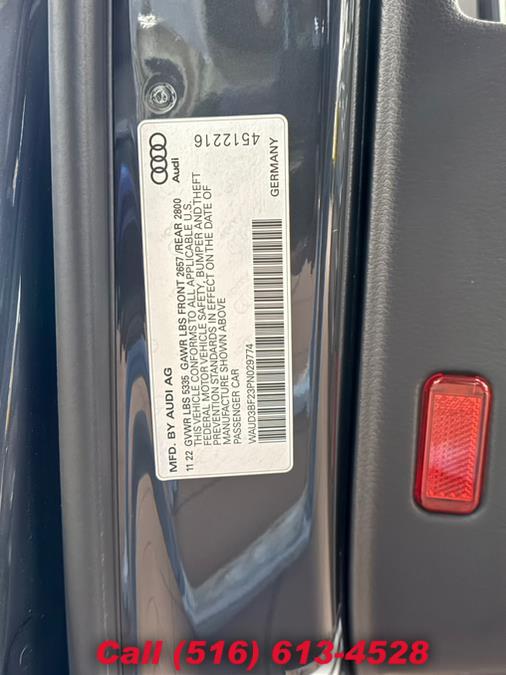 MFD. BY AUDI AG
11 22 GVWR LBS 5335 GAWR LBS FRONT 2657/REAR 2800
THIS VEHICLE CONFORMS TO ALL APPLICABLE U.S.
FEDERAL MOTOR VEHICLE SAFETY, BUMPER AND THEFT
PREVENTION STANDARDS IN EFFECT ON THE DATE OF
MANUFACTURE SHOWN ABOVE
PASSENGER CAR
WAUD3BF23PN029774
GERMANY
Audi
4512216
Call (516) 613-4528